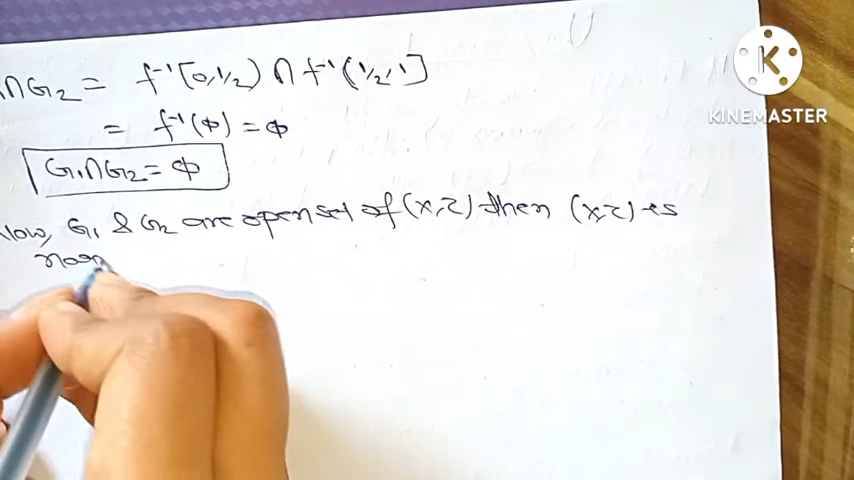 ∩G₂ = f⁻¹[0,1/2) ∩ f⁻¹(1/2,1]
= f⁻¹(ϕ) = ϕ
G₁∩G₂ = ϕ
Now, G₁ & G₂ are open set of (X,τ) then (X,τ) is
nor
K
KINEMASTER